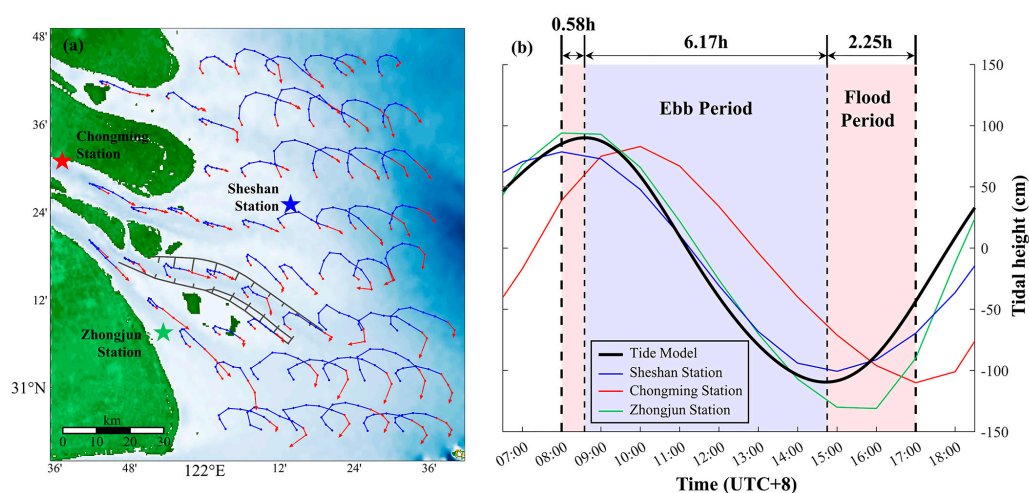 (a)
48'
36'
24'
12'
31°N
Chongming
Station
Sheshan
Station
Zhongjun
Station
km
0 10 20 30
36' 48' 122°E 12' 24' 36'
(b)
0.58h
6.17h
2.25h
Ebb Period
Flood
Period
Tide Model
Sheshan Station
Chongming Station
Zhongjun Station
150
100
50
0
-50
-100
-150
Tidal height (cm)
07:00 08:00 09:00 10:00 11:00 12:00 13:00 14:00 15:00 16:00 17:00 18:00
Time (UTC+8)